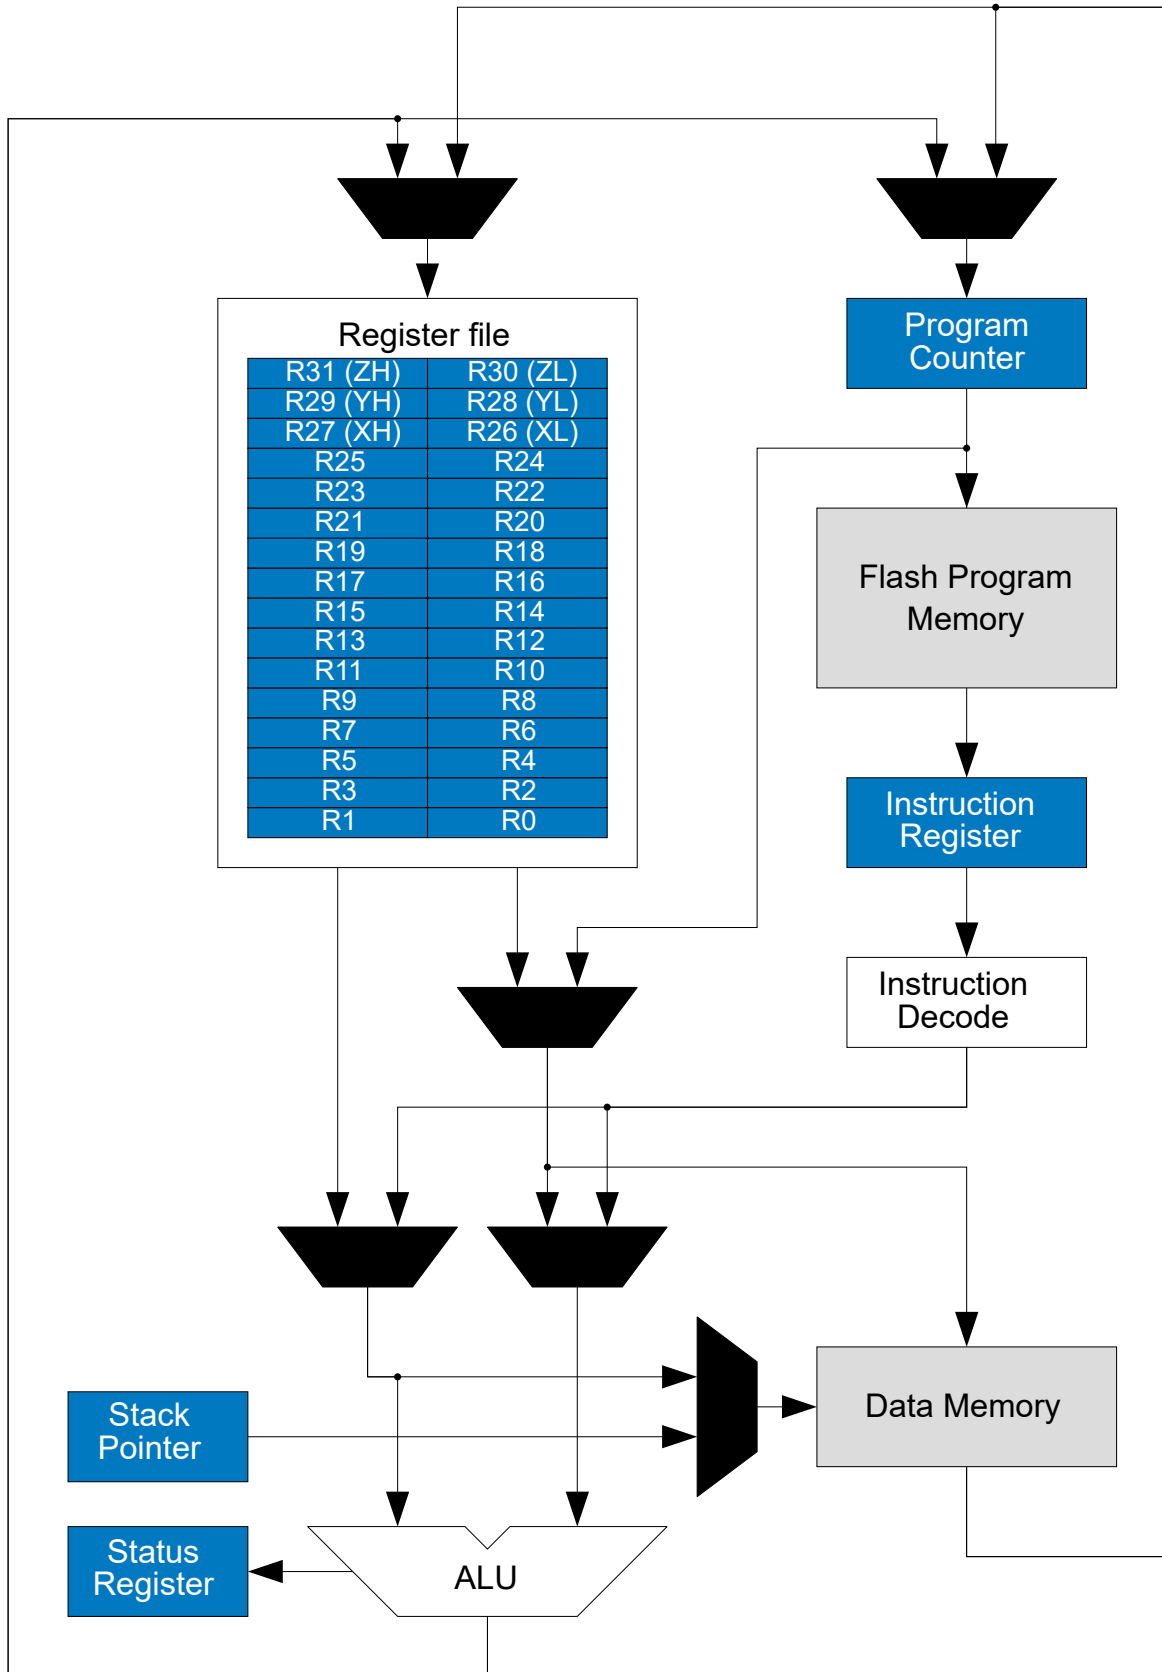 Register file
R31 (ZH) R30 (ZL)
R29 (YH) R28 (YL)
R27 (XH) R26 (XL)
R25 R24
R23 R22
R21 R20
R19 R18
R17 R16
R15 R14
R13 R12
R11 R10
R9 R8
R7 R6
R5 R4
R3 R2
R1 R0
Program
Counter
Flash Program
Memory
Instruction
Register
Instruction
Decode
Data Memory
Stack
Pointer
Status
Register
ALU